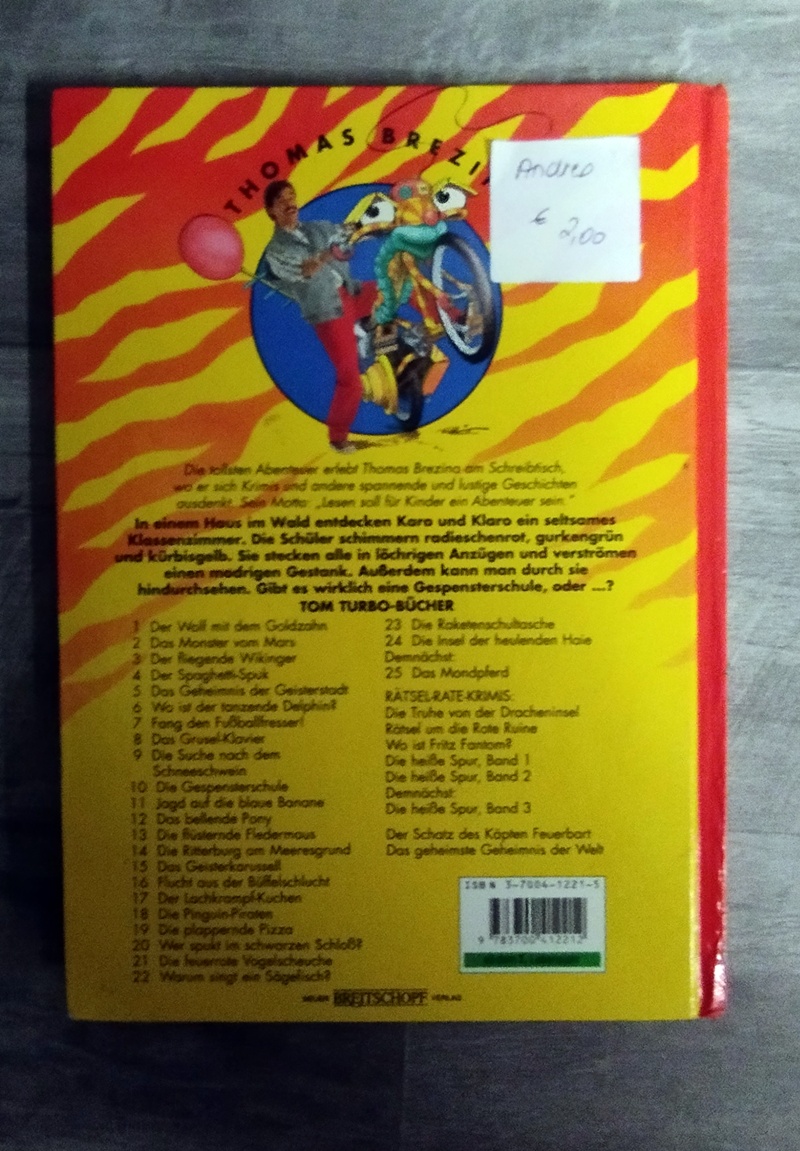 THOMAS BREZI
Andrea
€
2,00
Die tollsten Abenteuer erlebt Thomas Brezina am Schreibtisch,
wo er sich Krimis und andere spannende und lustige Geschichten
ausdenkt. Sein Motto: „Lesen soll für Kinder ein Abenteuer sein."
In einem Haus im Wald entdecken Karo und Klaro ein seltsames
Klassenzimmer. Die Schüler schimmern radieschenrot, gurkengrün
und kürbisgelb. Sie stecken alle in löchrigen Anzügen und verströmen
einen modrigen Gestank. Außerdem kann man durch sie
hindurchsehen. Gibt es wirklich eine Gespensterschule, oder ...?
TOM TURBO-BÜCHER
1 Der Wolf mit dem Goldzahn
2 Das Monster vom Mars
3 Der fliegende Wikinger
4 Der Spaghetti-Spuk
5 Das Geheimnis der Geisterstadt
6 Wo ist der tanzende Delphin?
7 Fang den Fußballfresser!
8 Das Grusel-Klavier
9 Die Suche nach dem
Schneeschwein
10 Die Gespensterschule
11 Jagd auf die blaue Banane
12 Das bellende Pony
13 Die flüsternde Fledermaus
14 Die Ritterburg am Meeresgrund
15 Das Geisterkarussell
16 Flucht aus der Büffelschlucht
17 Der Lachkrampf-Kuchen
18 Die Pinguin-Piraten
19 Die plappernde Pizza
20 Wer spukt im schwarzen Schloß?
21 Die feuerrote Vogelscheuche
22 Warum singt ein Sägefisch?
23 Die Raketenschultasche
24 Die Insel der heulenden Haie
Demnächst:
25 Das Mondpferd
RÄTSEL-RATE-KRIMIS:
Die Truhe von der Dracheninsel
Rätsel um die Rote Ruine
Wo ist Fritz Fantom?
Die heiße Spur, Band 1
Die heiße Spur, Band 2
Demnächst:
Die heiße Spur, Band 3
Der Schatz des Käpten Feuerbart
Das geheimste Geheimnis der Welt
ISBN 3-7004-1221-5
9 783700 412212
NEUER BREITSCHOPF VERLAG